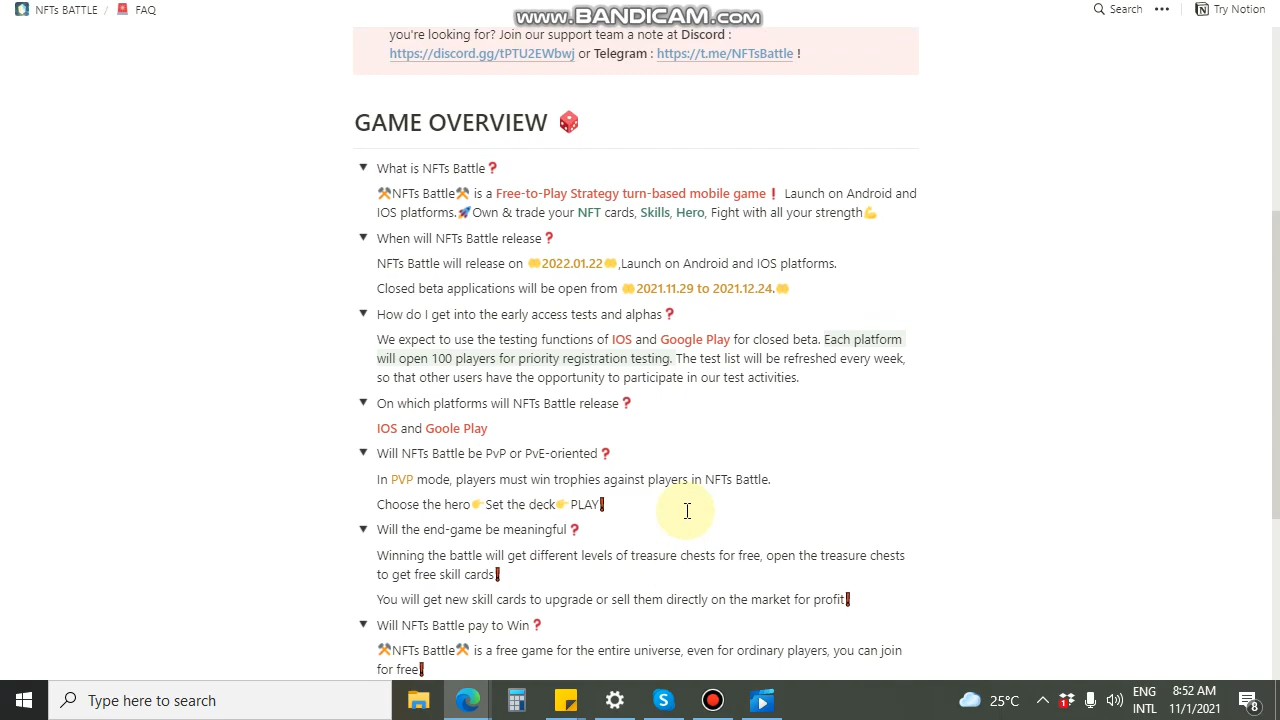 NFTs BATTLE / FAQ
www.BANDICAM.com
Search ••• Try Notion
you're looking for? Join our support team a note at Discord :
https://discord.gg/tPTU2EWbwj or Telegram : https://t.me/NFTsBattle !
GAME OVERVIEW
What is NFTs Battle❓
⚒NFTs Battle⚒ is a Free-to-Play Strategy turn-based mobile game❗ Launch on Android and
IOS platforms.🚀Own & trade your NFT cards, Skills, Hero, Fight with all your strength💪
When will NFTs Battle release❓
NFTs Battle will release on 🤲2022.01.22🤲,Launch on Android and IOS platforms.
Closed beta applications will be open from 🤲2021.11.29 to 2021.12.24.🤲
How do I get into the early access tests and alphas❓
We expect to use the testing functions of IOS and Google Play for closed beta. Each platform
will open 100 players for priority registration testing. The test list will be refreshed every week,
so that other users have the opportunity to participate in our test activities.
On which platforms will NFTs Battle release❓
IOS and Goole Play
Will NFTs Battle be PvP or PvE-oriented❓
In PVP mode, players must win trophies against players in NFTs Battle.
Choose the hero👉Set the deck👉PLAY❗
Will the end-game be meaningful❓
Winning the battle will get different levels of treasure chests for free, open the treasure chests
to get free skill cards❗
You will get new skill cards to upgrade or sell them directly on the market for profit❗
Will NFTs Battle pay to Win❓
⚒NFTs Battle⚒ is a free game for the entire universe, even for ordinary players, you can join
for free❗
Type here to search
25°C
1
ENG
INTL
8:52 AM
11/1/2021
8